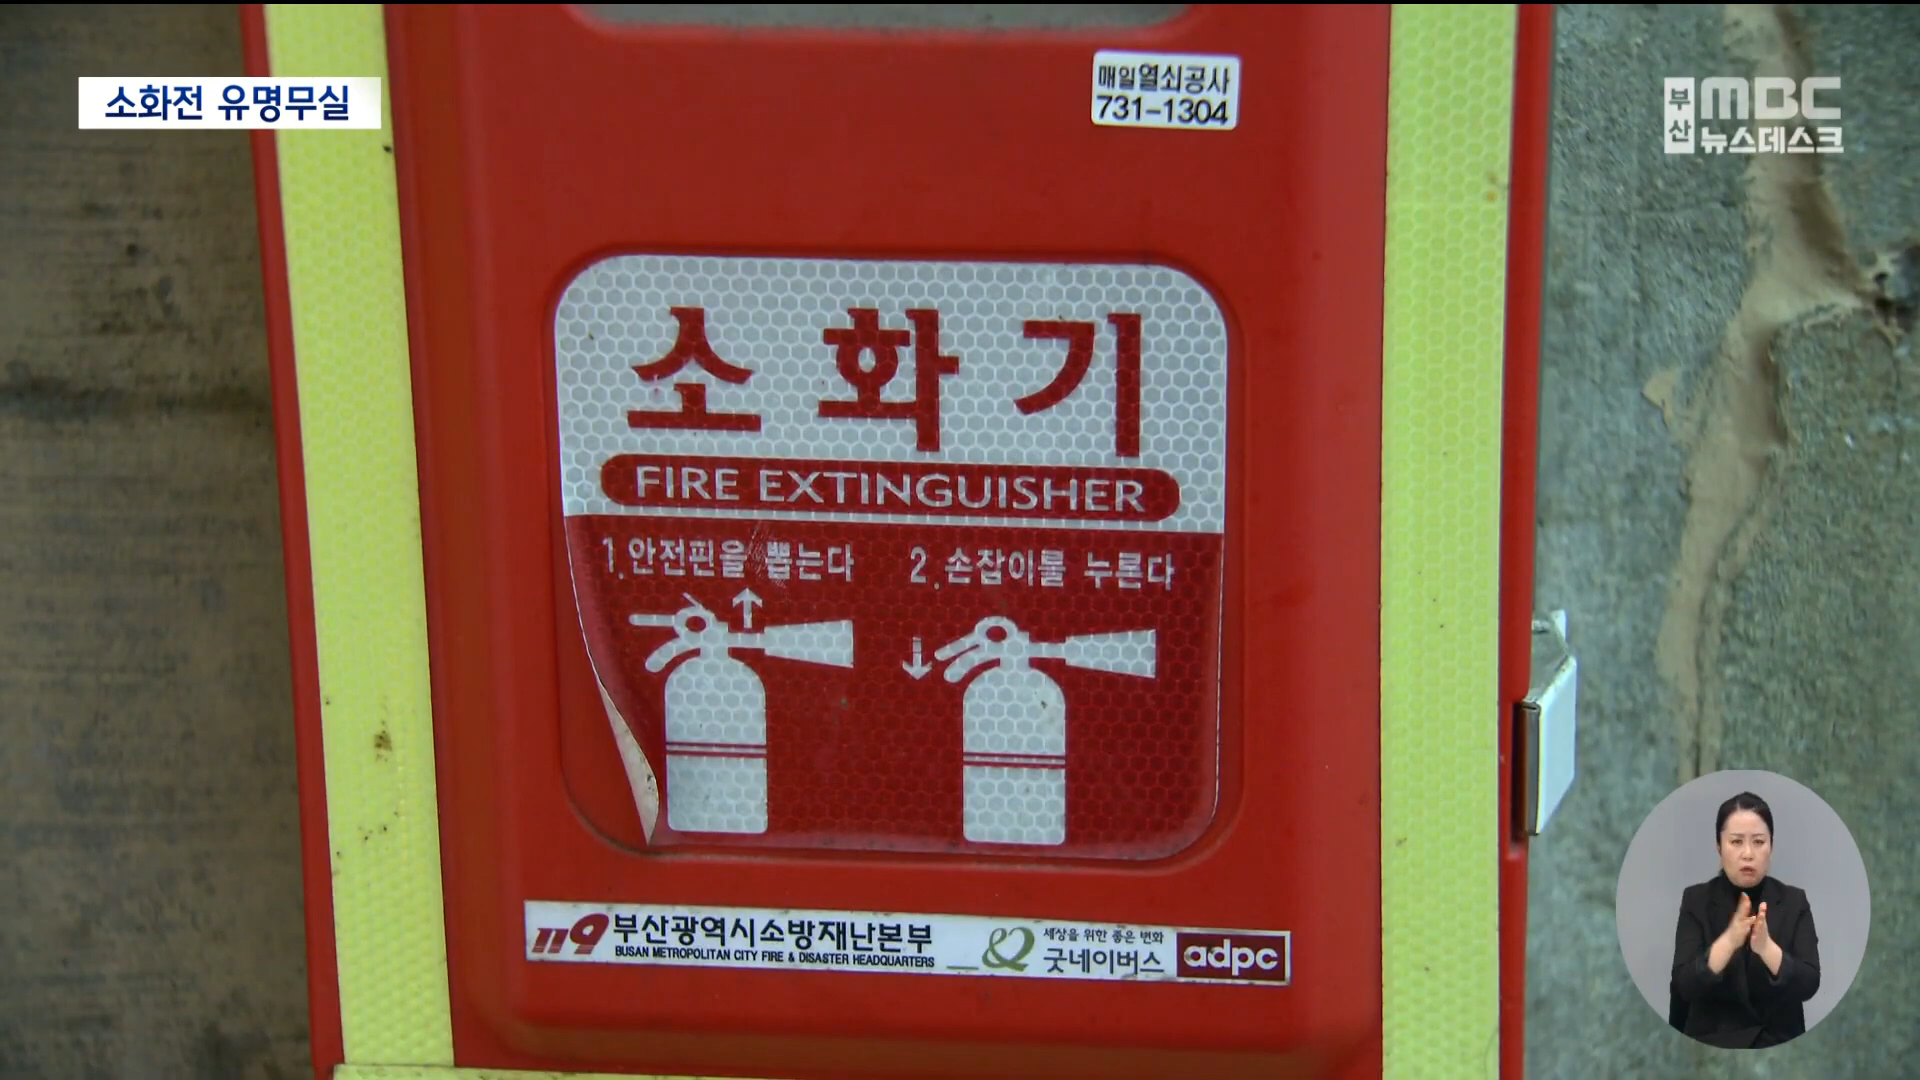 소화전 유명무실
부산 MBC
뉴스데스크
매일열쇠공사
731-1304
소화기
FIRE EXTINGUISHER
1. 안전핀을 뽑는다
2. 손잡이를 누른다
119 부산광역시소방재난본부
BUSAN METROPOLITAN CITY FIRE & DISASTER HEADQUARTERS
세상을 위한 좋은 변화
굿네이버스
adpc